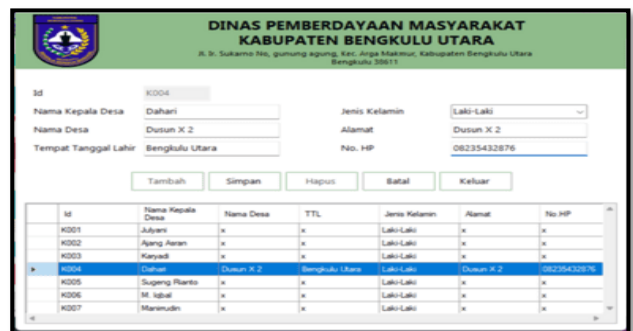 DINAS PEMBERDAYAAN MASYARAKAT
KABUPATEN BENGKULU UTARA
Jl. Ir. Sukarno No, gunung agung, Kec. Arga Makmur, Kabupaten Bengkulu Utara
Bengkulu 38611
Id K004
Nama Kepala Desa Dahari Jenis Kelamin Laki-Laki
Nama Desa Dusun X 2 Alamat Dusun X 2
Tempat Tanggal Lahir Bengkulu Utara No. HP 08235432876
Tambah Simpan Hapus Batal Keluar
Id Nama Kepala Desa Nama Desa TTL Jenis Kelamin Alamat No.HP
K001 Julyani x x Laki-Laki x x
K002 Ajang Asran x x Laki-Laki x x
K003 Karyadi x x Laki-Laki x x
K004 Dahari Dusun X 2 Bengkulu Utara Laki-Laki Dusun X 2 08235432876
K005 Sugeng Rianto x x Laki-Laki x x
K006 M. Iqbal x x Laki-Laki x x
K007 Marimudin x x Laki-Laki x x